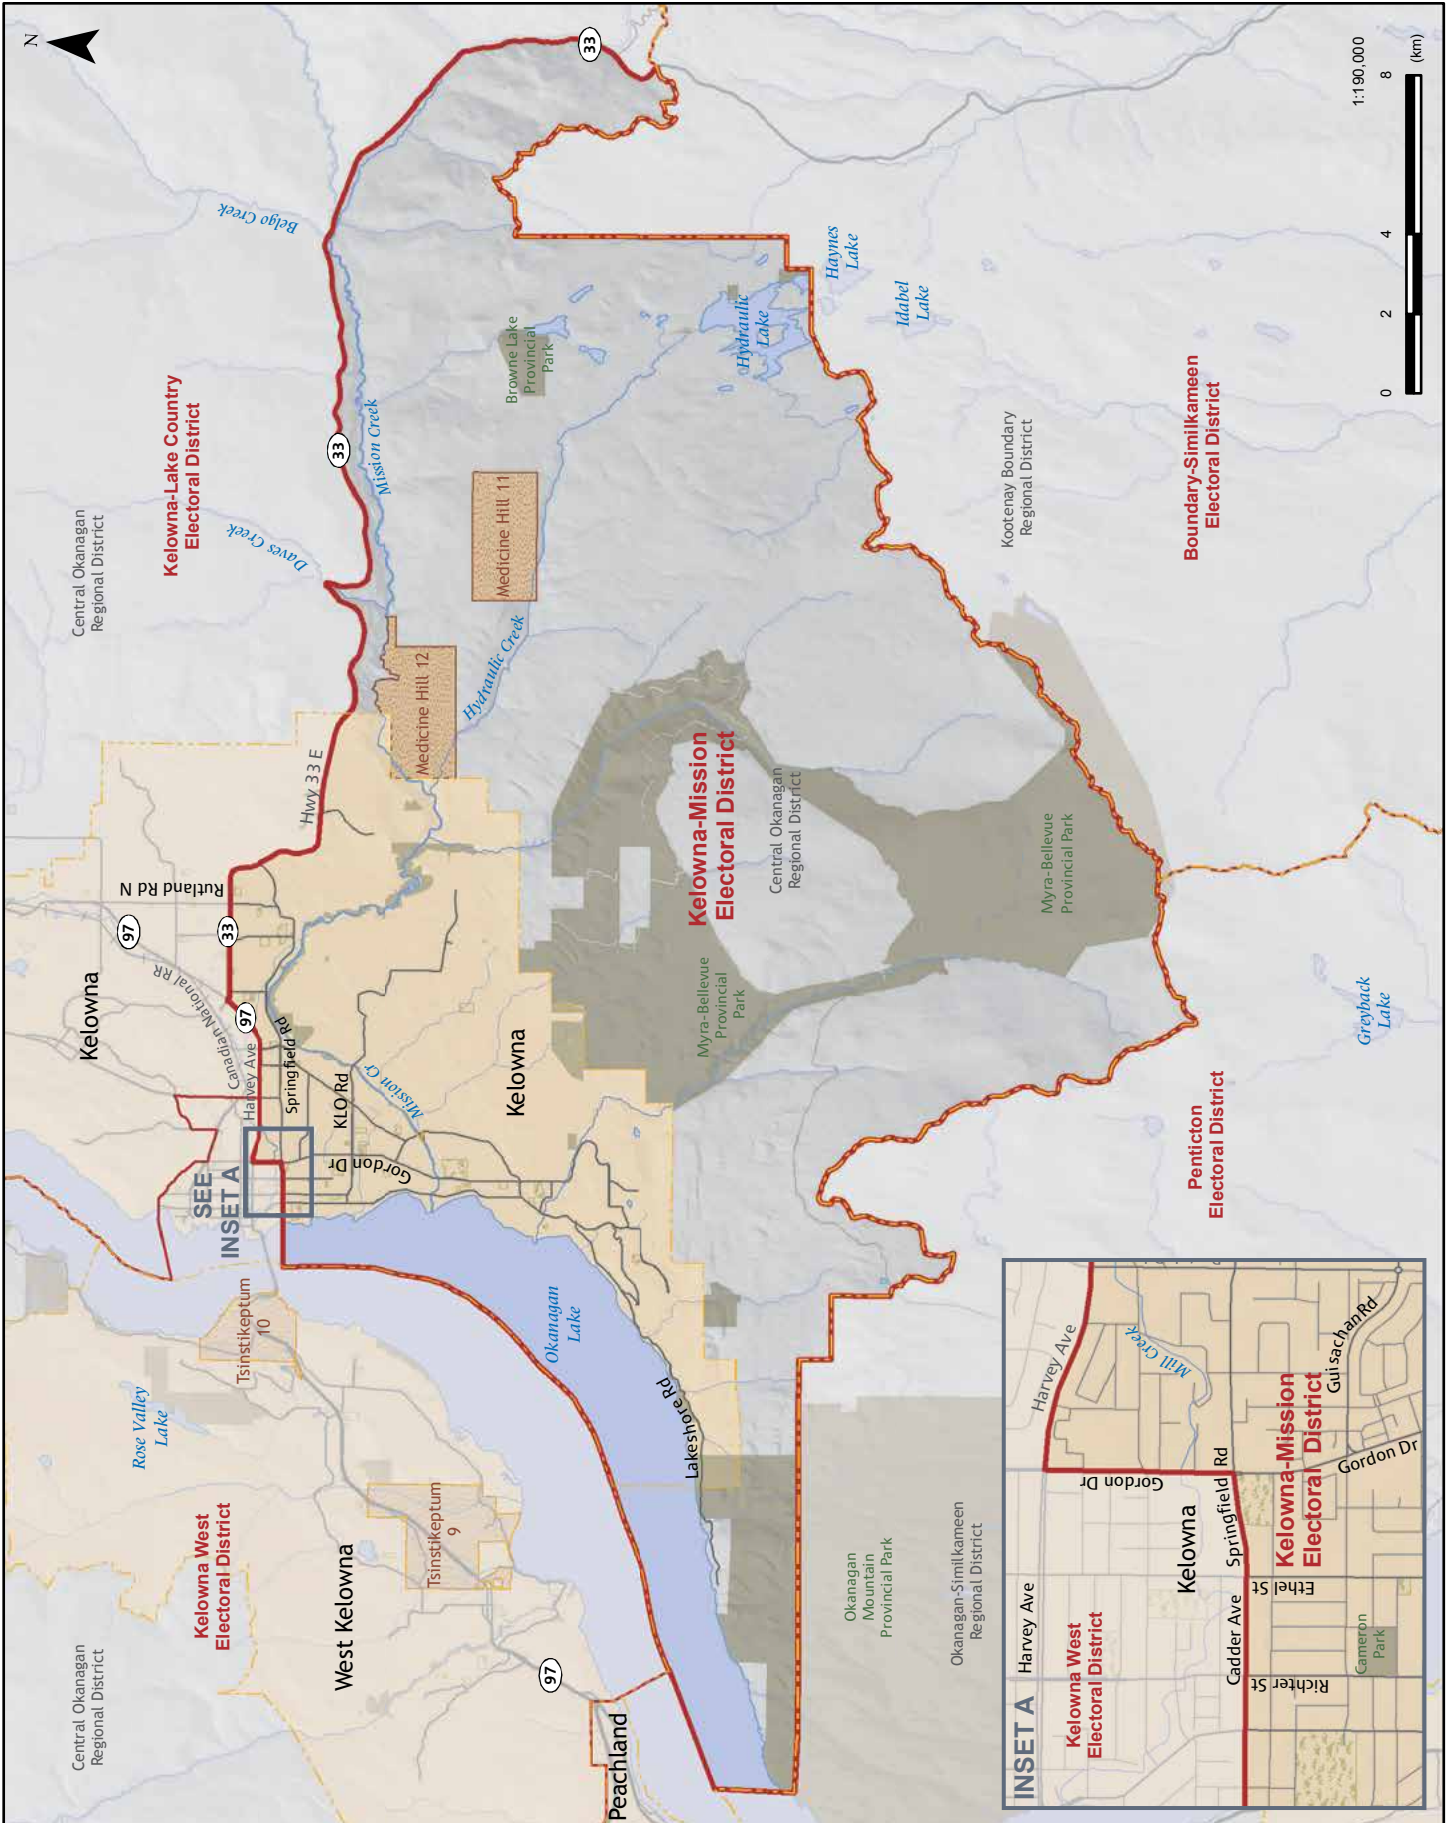 N
33
1:190,000
0
2
4
8
(km)
Belgo Creek
Haynes
Lake
Idabel
Lake
Hydraulic
Lake
Browne Lake
Provincial
Park
Kelowna-Lake Country
Electoral District
33
Mission Creek
Central Okanagan
Regional District
Daves Creek
Medicine Hill 11
Kootenay Boundary
Regional District
Boundary-Similkameen
Electoral District
Hydraulic Creek
Medicine Hill 12
Hwy 33 E
Kelowna-Mission
Electoral District
Central Okanagan
Regional District
Myra-Bellevue
Provincial Park
Rutland Rd N
97
33
Canadian National RR
Kelowna
97
Harvey Ave
Springfield Rd
KLO Rd
Mission Cr
Gordon Dr
Kelowna
Myra-Bellevue
Provincial
Park
Greyback
Lake
Penticton
Electoral District
SEE
INSET A
Tsinstikeptum
10
Okanagan
Lake
Rose Valley
Lake
Lakeshore Rd
Kelowna West
Electoral District
Tsinstikeptum
9
West Kelowna
Central Okanagan
Regional District
97
Peachland
Okanagan
Mountain
Provincial Park
Okanagan-Similkameen
Regional District
INSET A
Harvey Ave
Harvey Ave
Kelowna West
Electoral District
Mill Creek
Gordon Dr
Kelowna
Springfield Rd
Cadder Ave
Kelowna-Mission
Electoral District
Guisachan Rd
Gordon Dr
Ethel St
Richter St
Cameron
Park